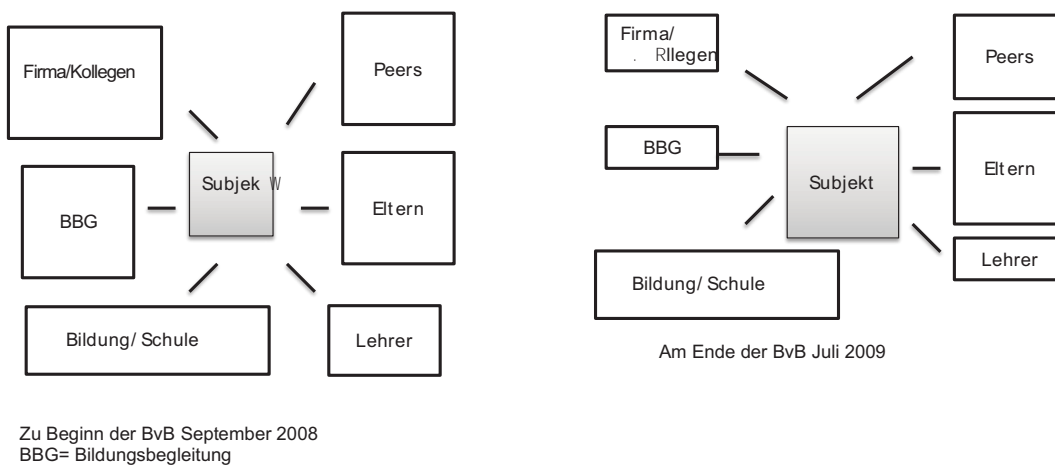 Firma/Kollegen
Peers
Subjek W
BBG
Eltern
Bildung/ Schule
Lehrer
Zu Beginn der BvB September 2008
BBG= Bildungsbegleitung
Firma/
. Rllegen
Peers
BBG
Subjekt
Eltern
Lehrer
Bildung/ Schule
Am Ende der BvB Juli 2009